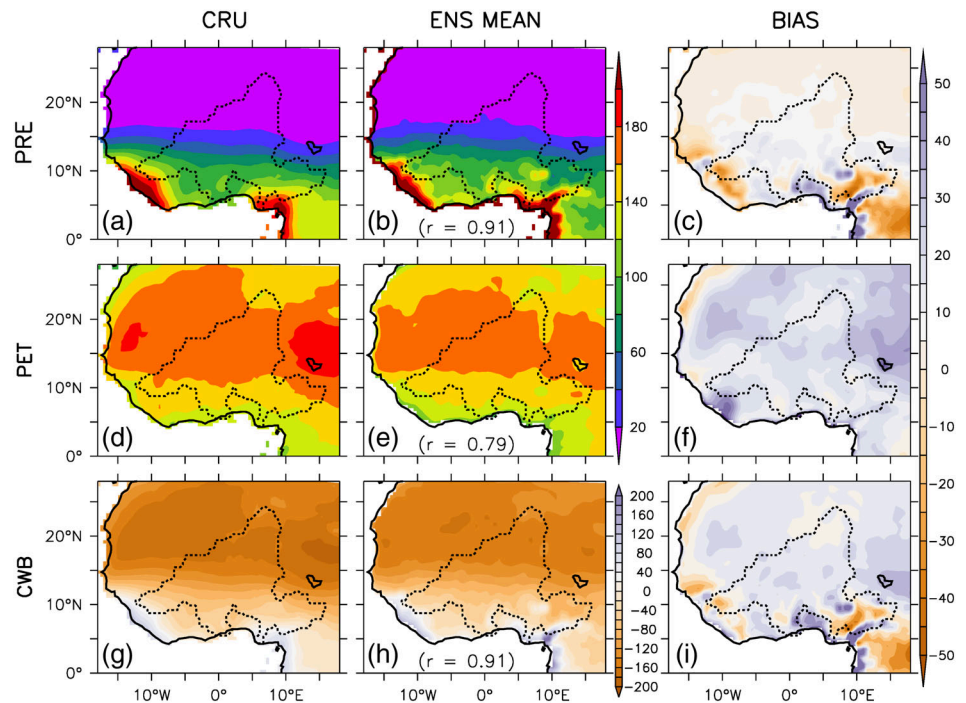 CRU ENS MEAN BIAS
PRE
20°N
10°N
0°
(a) (b) (c)
(r = 0.91)
180
140
100
60
20
PET
20°N
10°N
0°
(d) (e) (f)
(r = 0.79)
50
40
30
20
10
0
−10
−20
−30
−40
−50
CWB
20°N
10°N
0°
(g) (h) (i)
(r = 0.91)
200
160
120
80
40
0
−40
−80
−120
−160
−200
10°W 0° 10°E 10°W 0° 10°E 10°W 0° 10°E